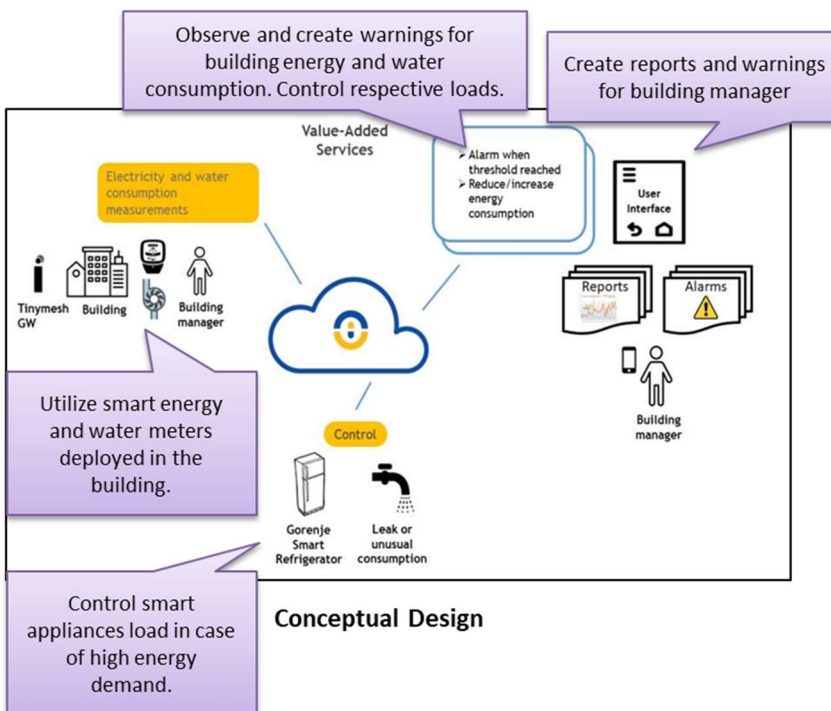 Observe and create warnings for
building energy and water
consumption. Control respective loads.
Create reports and warnings
for building manager
Value-Added
Services
➢ Alarm when
threshold reached
➢ Reduce/increase
energy
consumption
Electricity and water
consumption
measurements
User
Interface
Tinymesh
GW
Building
Building
manager
Reports
Alarms
Building
manager
Utilize smart energy
and water meters
deployed in the
building.
Control
Gorenje
Smart
Refrigerator
Leak or
unusual
consumption
Control smart
appliances load in case
of high energy
demand.
Conceptual Design